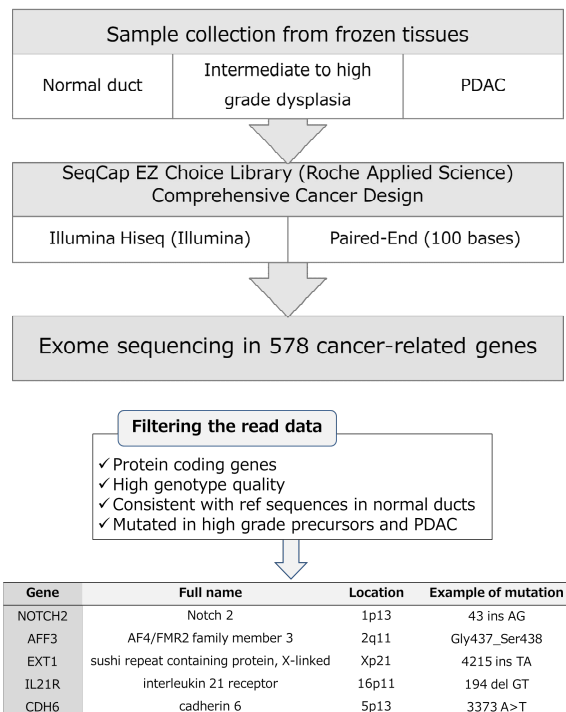 Sample collection from frozen tissues
Normal duct
Intermediate to high
grade dysplasia
PDAC
SeqCap EZ Choice Library (Roche Applied Science)
Comprehensive Cancer Design
Illumina Hiseq (Illumina)
Paired-End (100 bases)
Exome sequencing in 578 cancer-related genes
Filtering the read data
✓ Protein coding genes
✓ High genotype quality
✓ Consistent with ref sequences in normal ducts
✓ Mutated in high grade precursors and PDAC
Gene Full name Location Example of mutation
NOTCH2 Notch 2 1p13 43 ins AG
AFF3 AF4/FMR2 family member 3 2q11 Gly437_Ser438
EXT1 sushi repeat containing protein, X-linked Xp21 4215 ins TA
IL21R interleukin 21 receptor 16p11 194 del GT
CDH6 cadherin 6 5p13 3373 A>T